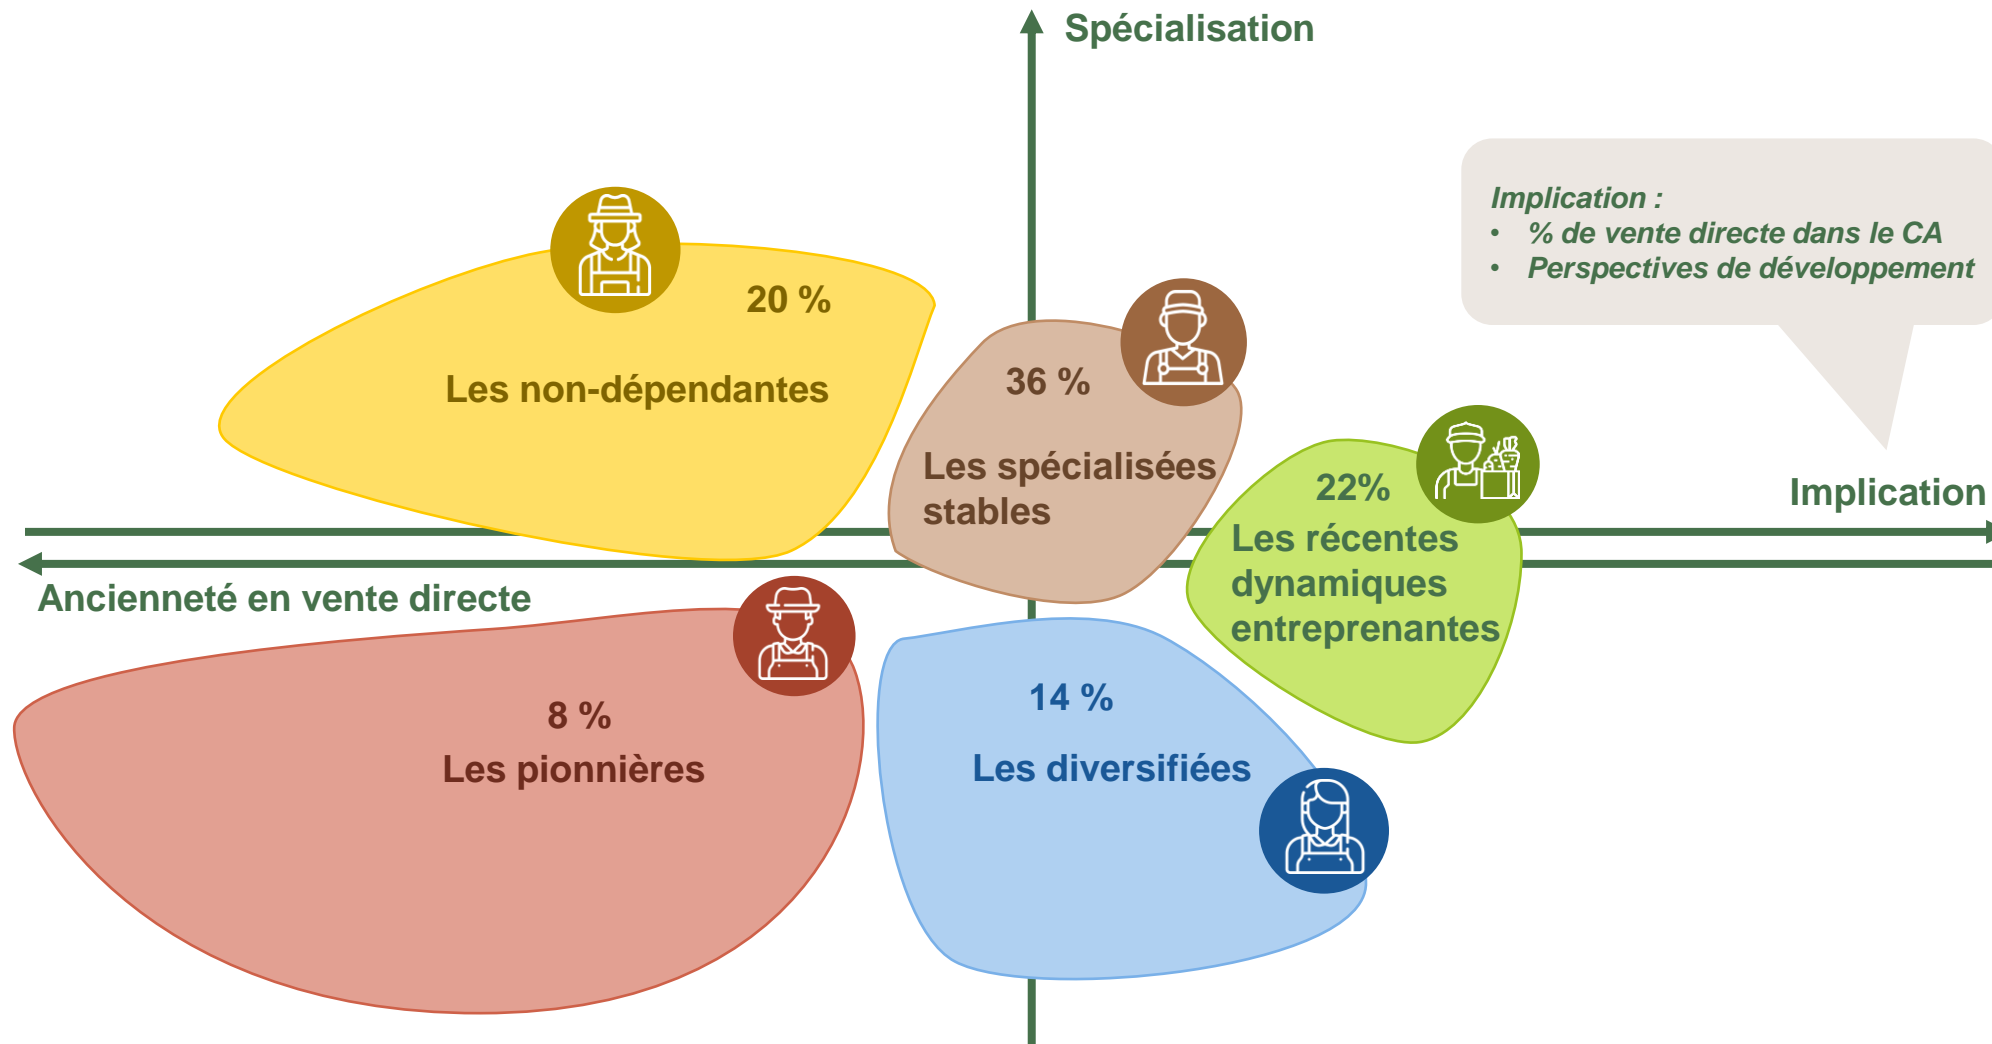 Spécialisation
Implication :
• % de vente directe dans le CA
• Perspectives de développement
20 %
Les non-dépendantes
36 %
Les spécialisées
stables
22%
Les récentes
dynamiques
entreprenantes
Implication
Ancienneté en vente directe
8 %
Les pionnières
14 %
Les diversifiées